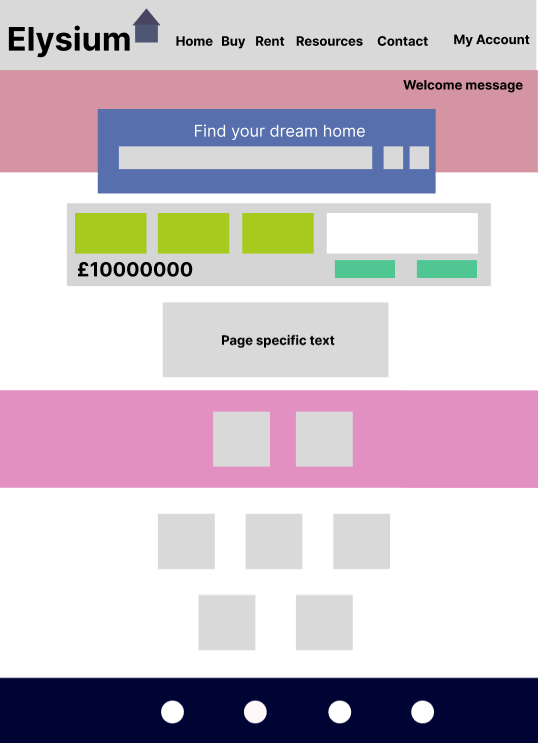 Elysium
Home Buy Rent Resources Contact My Account
Welcome message
Find your dream home
£10000000
Page specific text